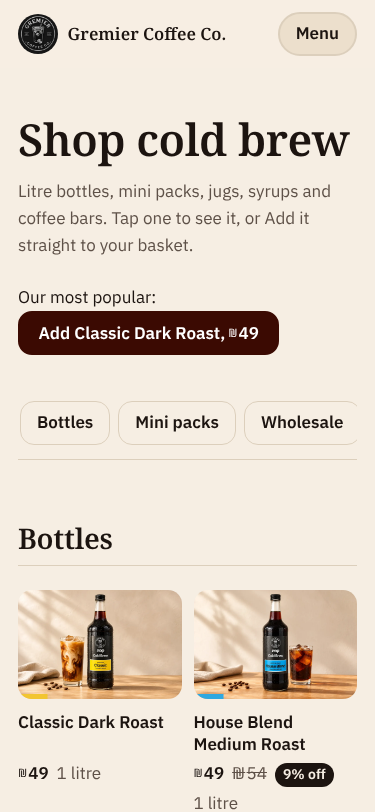 GREMIER
COFFEE CO.
Gremier Coffee Co.
Menu
Shop cold brew
Litre bottles, mini packs, jugs, syrups and
coffee bars. Tap one to see it, or Add it
straight to your basket.
Our most popular:
Add Classic Dark Roast, ₪49
Bottles
Mini packs
Wholesale
Bottles
Classic Dark Roast
House Blend
Medium Roast
₪49 1 litre
₪49 ₪54 9% off
1 litre